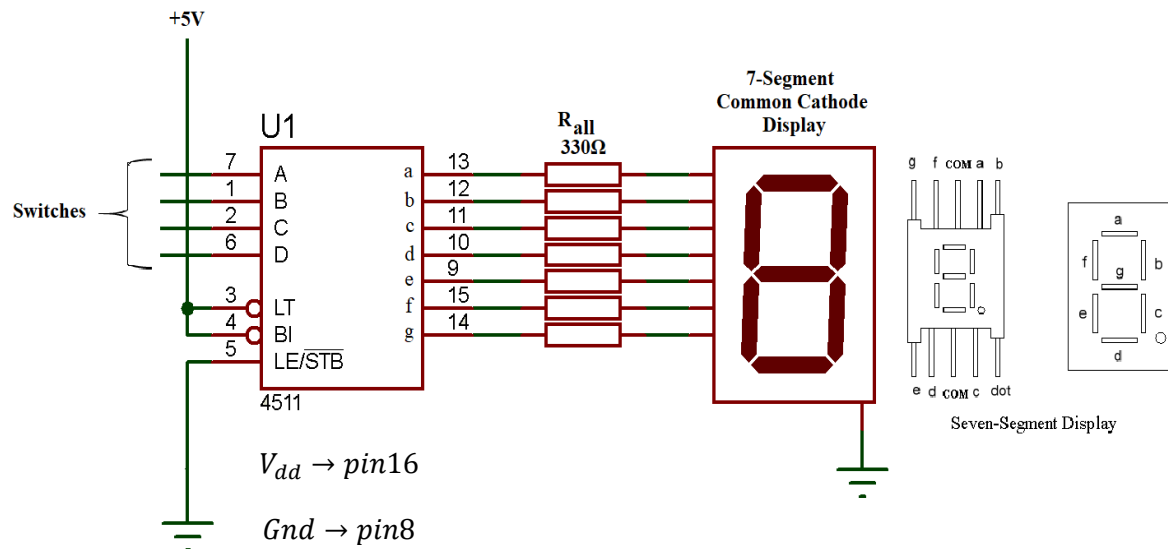 +5V
U1
Switches
7 A
1 B
2 C
6 D
3 LT
4 BI
5 LE/STB
4511
a 13
b 12
c 11
d 10
e 9
f 15
g 14
R all
330Ω
7-Segment
Common Cathode
Display
V_dd → pin16
Gnd → pin8
g f COM a b
e d COM c dot
a
f b
g
e c
d
Seven-Segment Display